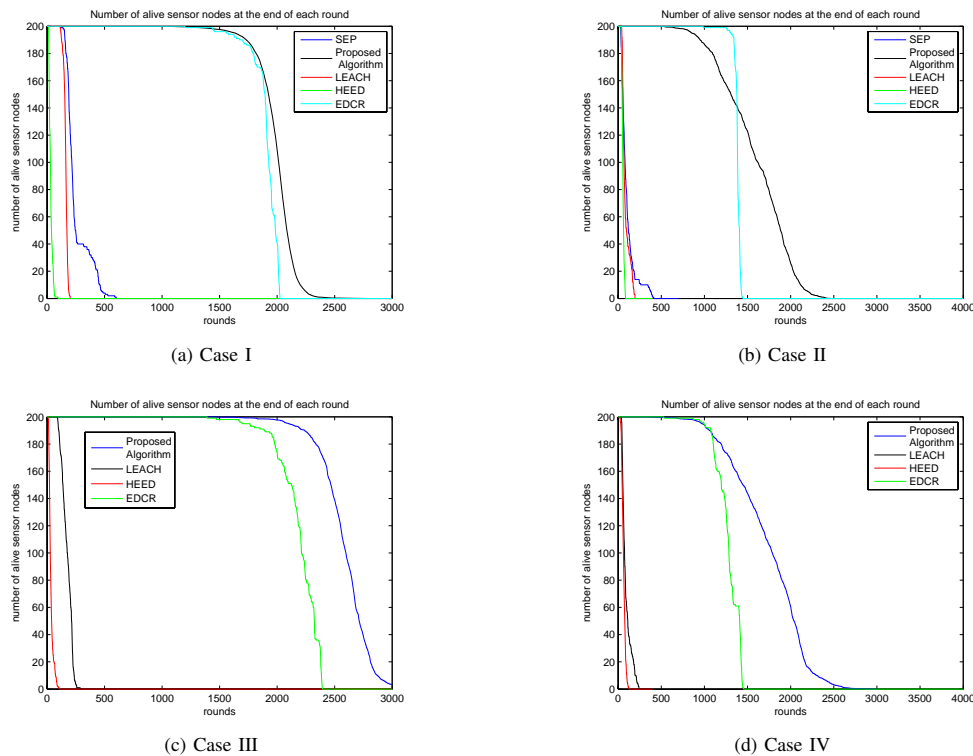 Number of alive sensor nodes at the end of each round
200
180
160
140
120
100
80
60
40
20
0
number of alive sensor nodes
SEP
Proposed
Algorithm
LEACH
HEED
EDCR
0 500 1000 1500 2000 2500 3000
rounds
(a) Case I
Number of alive sensor nodes at the end of each round
200
180
160
140
120
100
80
60
40
20
0
number of alive sensor nodes
SEP
Proposed
Algorithm
LEACH
HEED
EDCR
0 500 1000 1500 2000 2500 3000 3500 4000
rounds
(b) Case II
Number of alive sensor nodes at the end of each round
200
180
160
140
120
100
80
60
40
20
0
number of alive sensor nodes
Proposed
Algorithm
LEACH
HEED
EDCR
0 500 1000 1500 2000 2500 3000
rounds
(c) Case III
Number of alive sensor nodes at the end of each round
200
180
160
140
120
100
80
60
40
20
0
number of alive sensor nodes
Proposed
Algorithm
LEACH
HEED
EDCR
0 500 1000 1500 2000 2500 3000 3500 4000
rounds
(d) Case IV